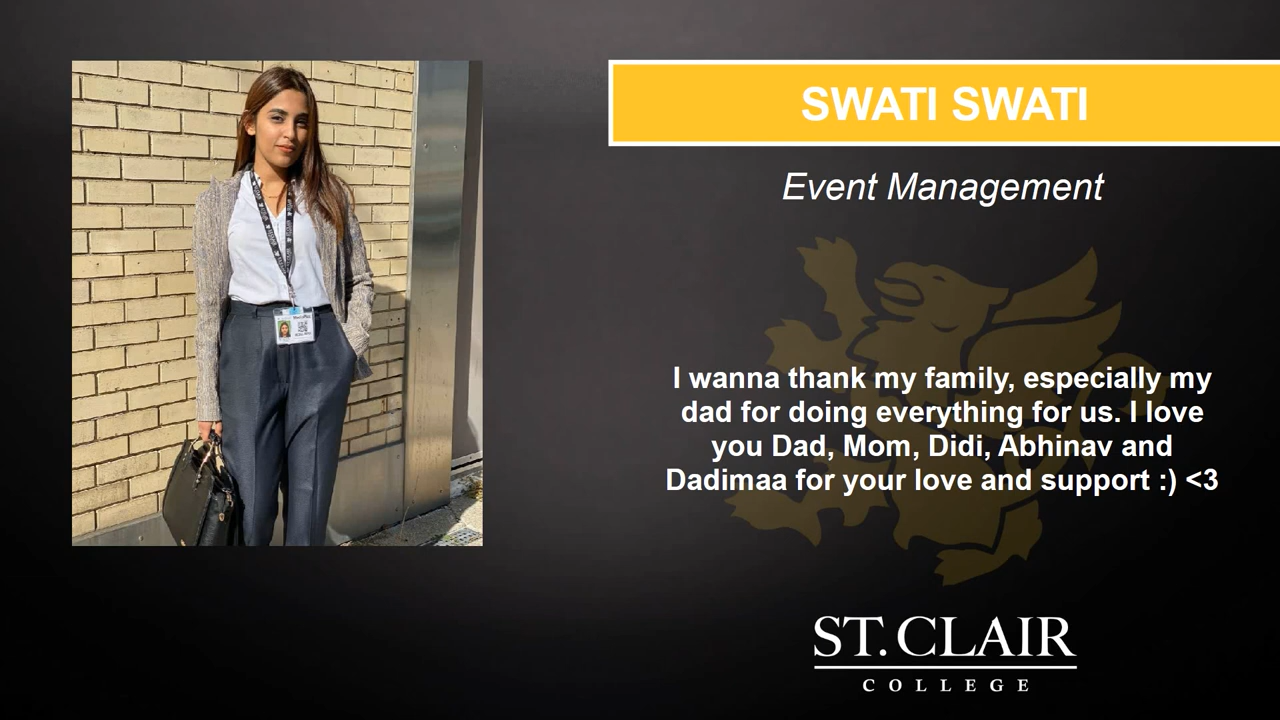 SWATI SWATI
Event Management
I wanna thank my family, especially my
dad for doing everything for us. I love
you Dad, Mom, Didi, Abhinav and
Dadimaa for your love and support :) <3
ST. CLAIR
COLLEGE